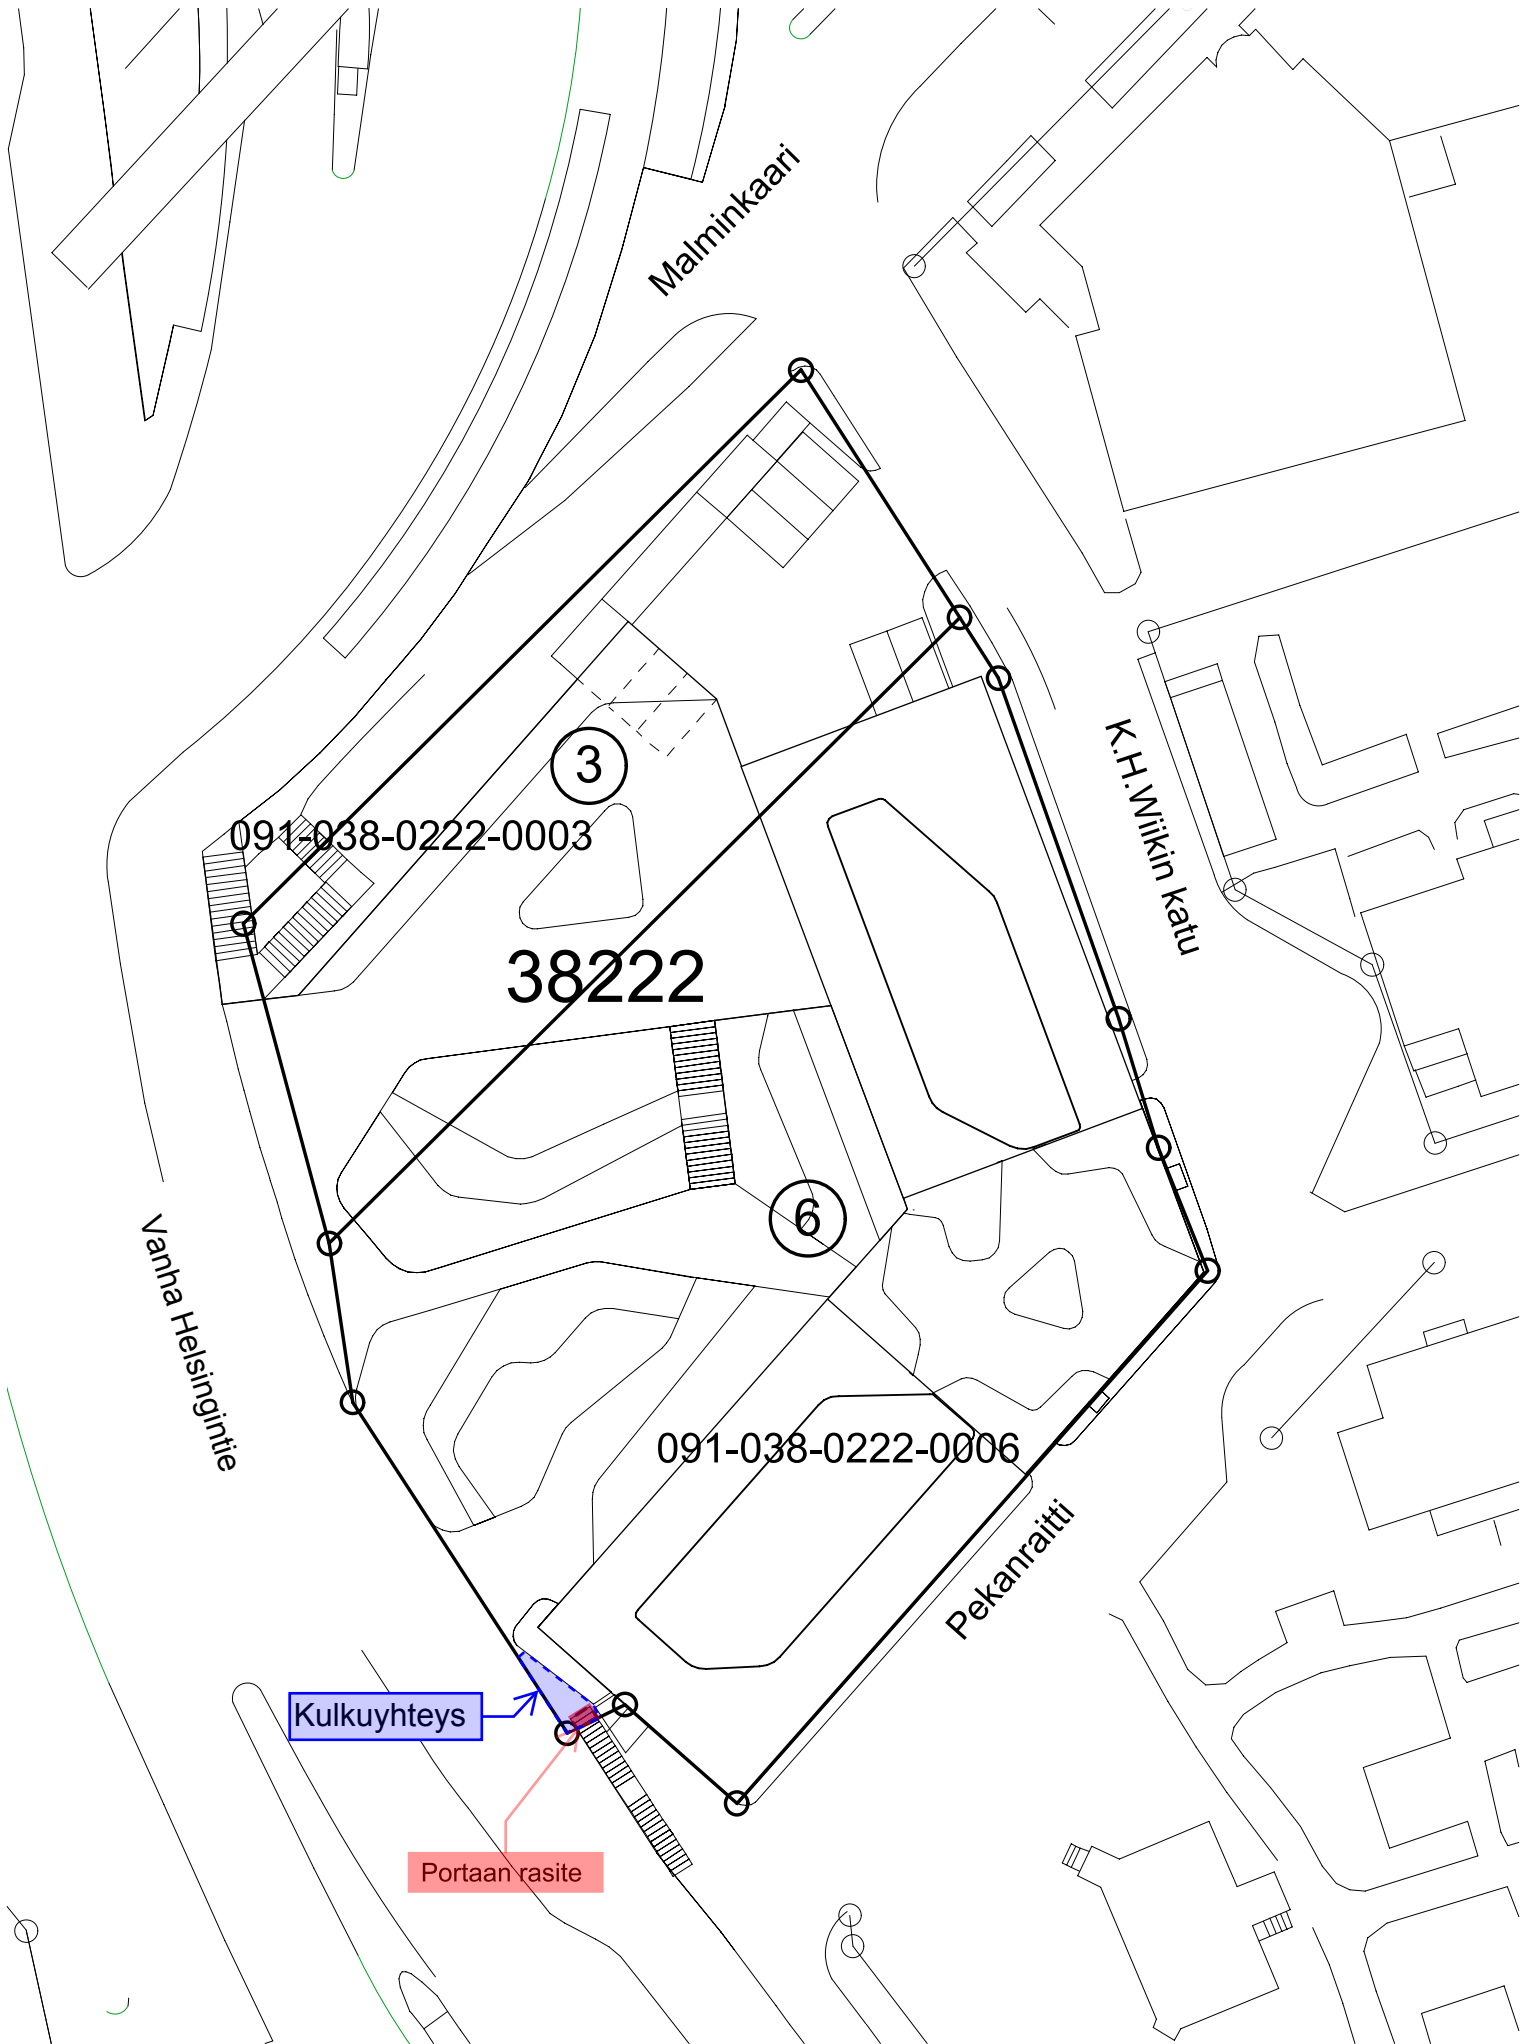 Malminkaari
3
091-038-0222-0003
K.H.Wiikin katu
38222
6
Vanha Helsingintie
091-038-0222-0006
Pekanraitti
Kulkuyhteys
Portaan rasite